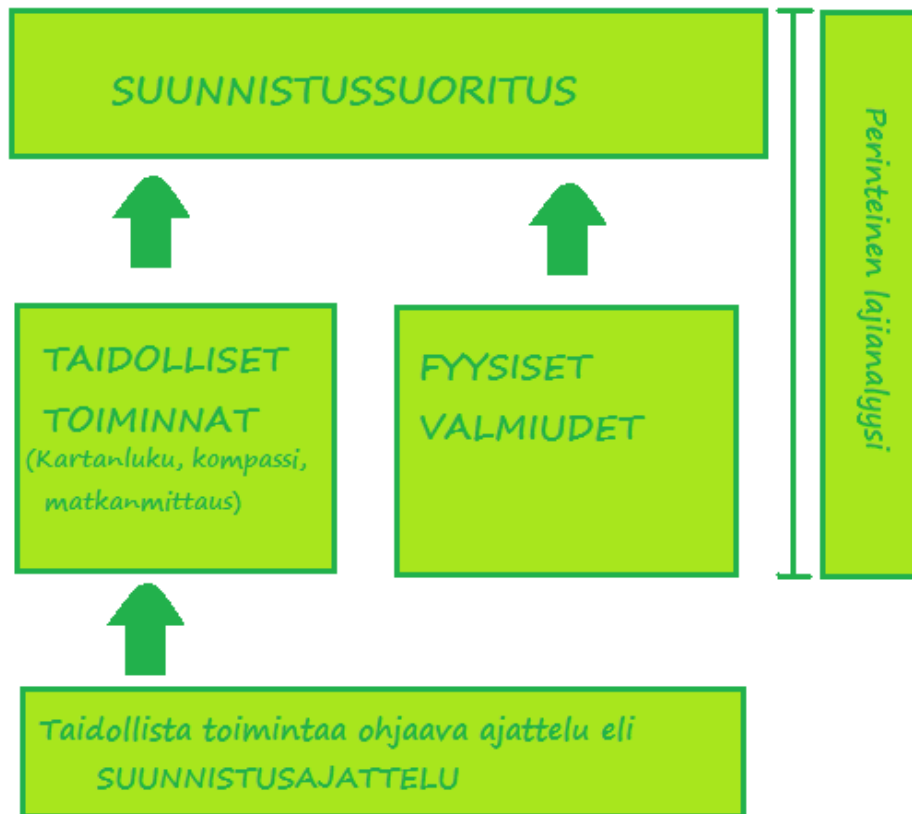 SUUNNISTUSSUORITUS
Perinteinen lajianalyysi
TAIDOLLISET
TOIMINNAT
(Kartanluku, kompassi,
matkanmittaus)
FYYSISET
VALMIUDET
Taidollista toimintaa ohjaava ajattelu eli
SUUNNISTUSAJATTELU